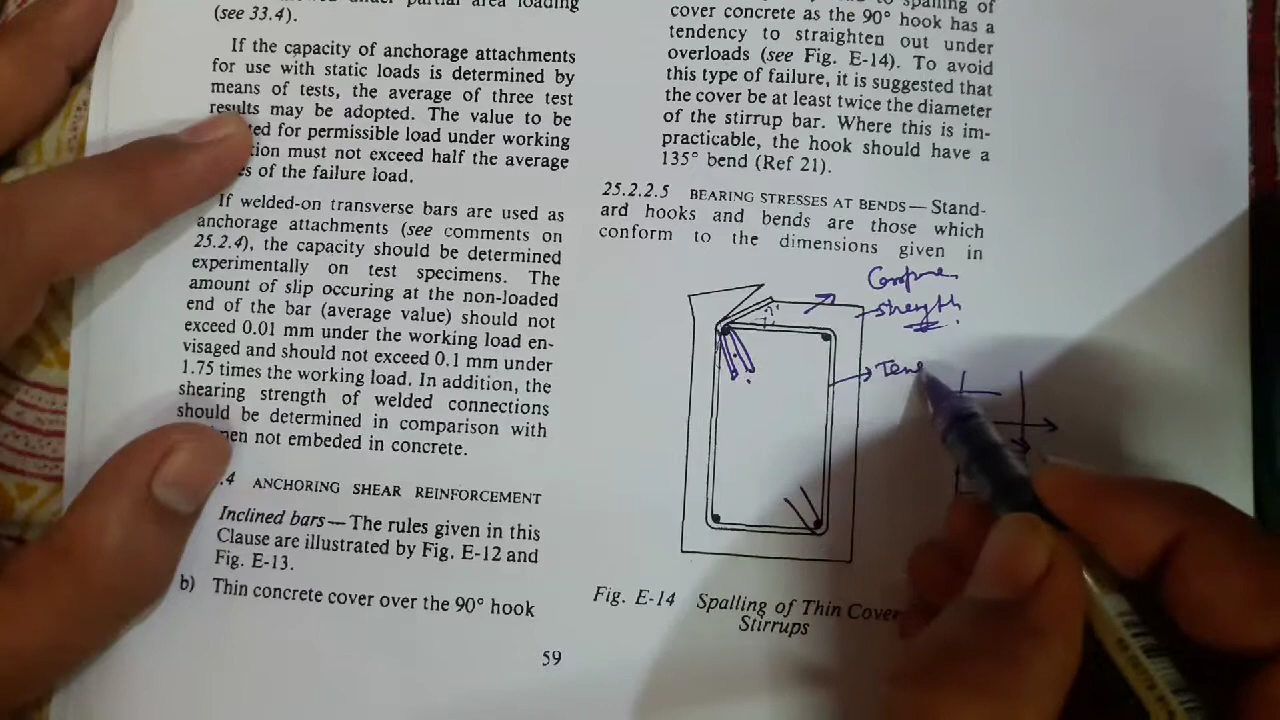 partial area loading
(see 33.4).
If the capacity of anchorage attachments
for use with static loads is determined by
means of tests, the average of three test
results may be adopted. The value to be
ted for permissible load under working
tion must not exceed half the average
es of the failure load.
If welded-on transverse bars are used as
anchorage attachments (see comments on
25.2.4), the capacity should be determined
experimentally on test specimens. The
amount of slip occuring at the non-loaded
end of the bar (average value) should not
exceed 0.01 mm under the working load en-
visaged and should not exceed 0.1 mm under
1.75 times the working load. In addition, the
shearing strength of welded connections
should be determined in comparison with
men not embeded in concrete.
.4 ANCHORING SHEAR REINFORCEMENT
Inclined bars — The rules given in this
Clause are illustrated by Fig. E-12 and
Fig. E-13.
b) Thin concrete cover over the 90° hook
59
spalling of
cover concrete as the 90° hook has a
tendency to straighten out under
overloads (see Fig. E-14). To avoid
this type of failure, it is suggested that
the cover be at least twice the diameter
of the stirrup bar. Where this is im-
practicable, the hook should have a
135° bend (Ref 21).
25.2.2.5 BEARING STRESSES AT BENDS — Stand-
ard hooks and bends are those which
conform to the dimensions given in
strength
Tens
Fig. E-14 Spalling of Thin Cover
Stirrups